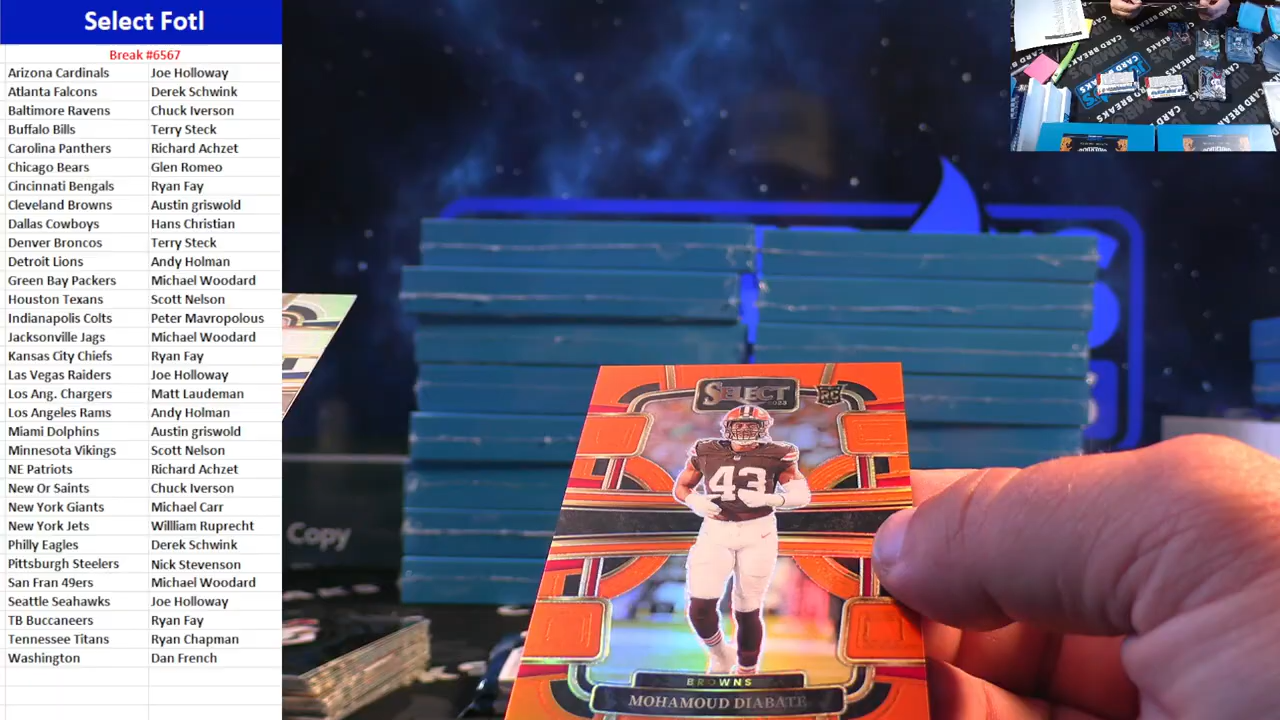 Select Fotl
Break #6567
Arizona Cardinals Joe Holloway
Atlanta Falcons Derek Schwink
Baltimore Ravens Chuck Iverson
Buffalo Bills Terry Steck
Carolina Panthers Richard Achzet
Chicago Bears Glen Romeo
Cincinnati Bengals Ryan Fay
Cleveland Browns Austin griswold
Dallas Cowboys Hans Christian
Denver Broncos Terry Steck
Detroit Lions Andy Holman
Green Bay Packers Michael Woodard
Houston Texans Scott Nelson
Indianapolis Colts Peter Mavropolous
Jacksonville Jags Michael Woodard
Kansas City Chiefs Ryan Fay
Las Vegas Raiders Joe Holloway
Los Ang. Chargers Matt Laudeman
Los Angeles Rams Andy Holman
Miami Dolphins Austin griswold
Minnesota Vikings Scott Nelson
NE Patriots Richard Achzet
New Or Saints Chuck Iverson
New York Giants Michael Carr
New York Jets Willliam Ruprecht
Philly Eagles Derek Schwink
Pittsburgh Steelers Nick Stevenson
San Fran 49ers Michael Woodard
Seattle Seahawks Joe Holloway
TB Buccaneers Ryan Fay
Tennessee Titans Ryan Chapman
Washington Dan French
Copy
SELECT
2023
RC
43
BROWNS
MOHAMOUD DIABATE
CARD BREAKS
CARD BREAKS
CARD BREAKS